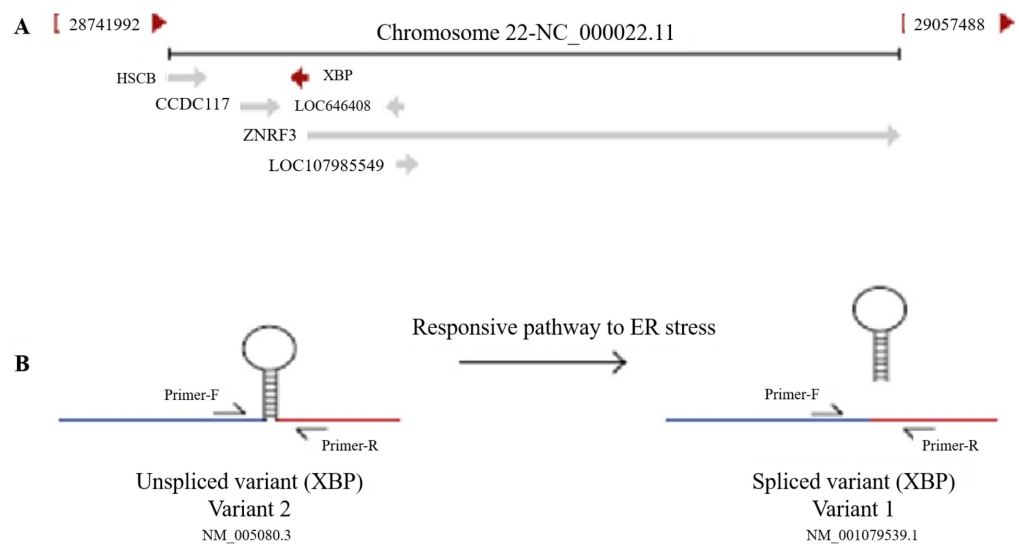 A
28741992
Chromosome 22-NC_000022.11
29057488
HSCB
XBP
CCDC117
LOC646408
ZNRF3
LOC107985549
B
Responsive pathway to ER stress
Primer-F
Primer-R
Primer-F
Primer-R
Unspliced variant (XBP)
Variant 2
NM_005080.3
Spliced variant (XBP)
Variant 1
NM_001079539.1